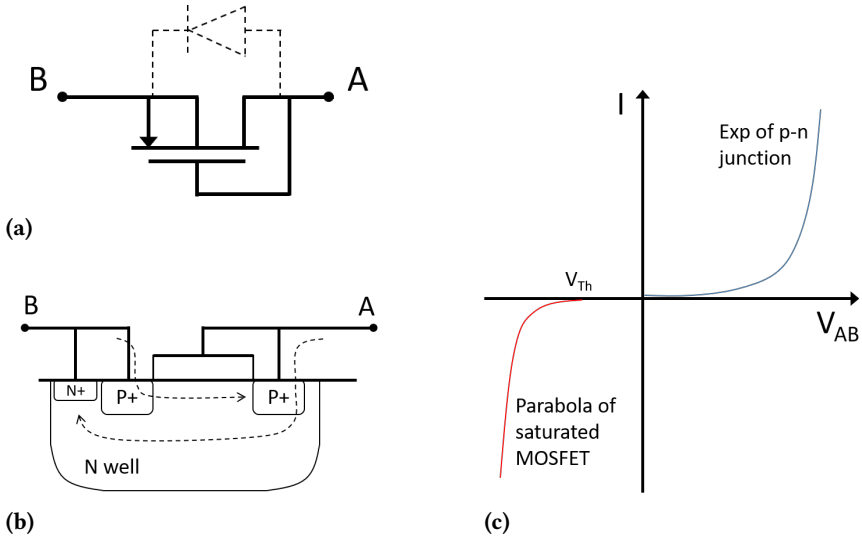 B
A
(a)
B
A
N+
P+
P+
N well
(b)
I
Exp of p-n
junction
V_Th
V_AB
Parabola of
saturated
MOSFET
(c)